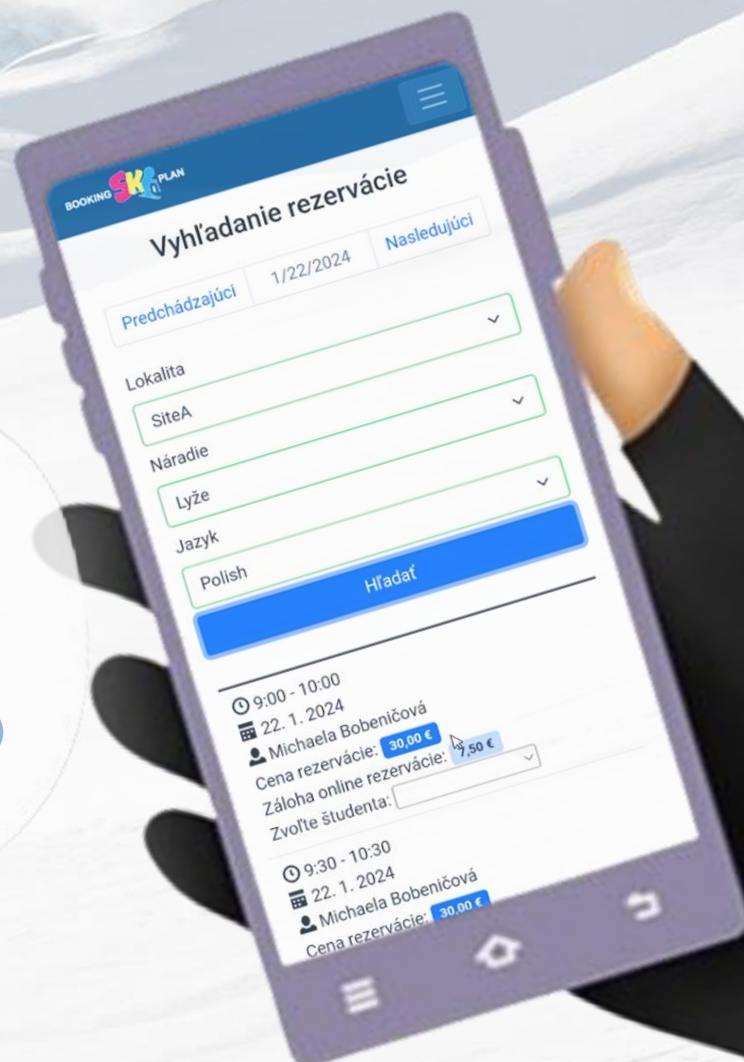 BOOKING SKI PLAN
Vyhľadanie rezervácie
Predchádzajúci 1/22/2024 Nasledujúci
Lokalita
SiteA
Náradie
Lyže
Jazyk
Polish
Hľadať
9:00 - 10:00
22. 1. 2024
Michaela Bobeničová
Cena rezervácie: 30,00 €
Záloha online rezervácie: 7,50 €
Zvoľte študenta:
9:30 - 10:30
22. 1. 2024
Michaela Bobeničová
Cena rezervácie: 30,00 €